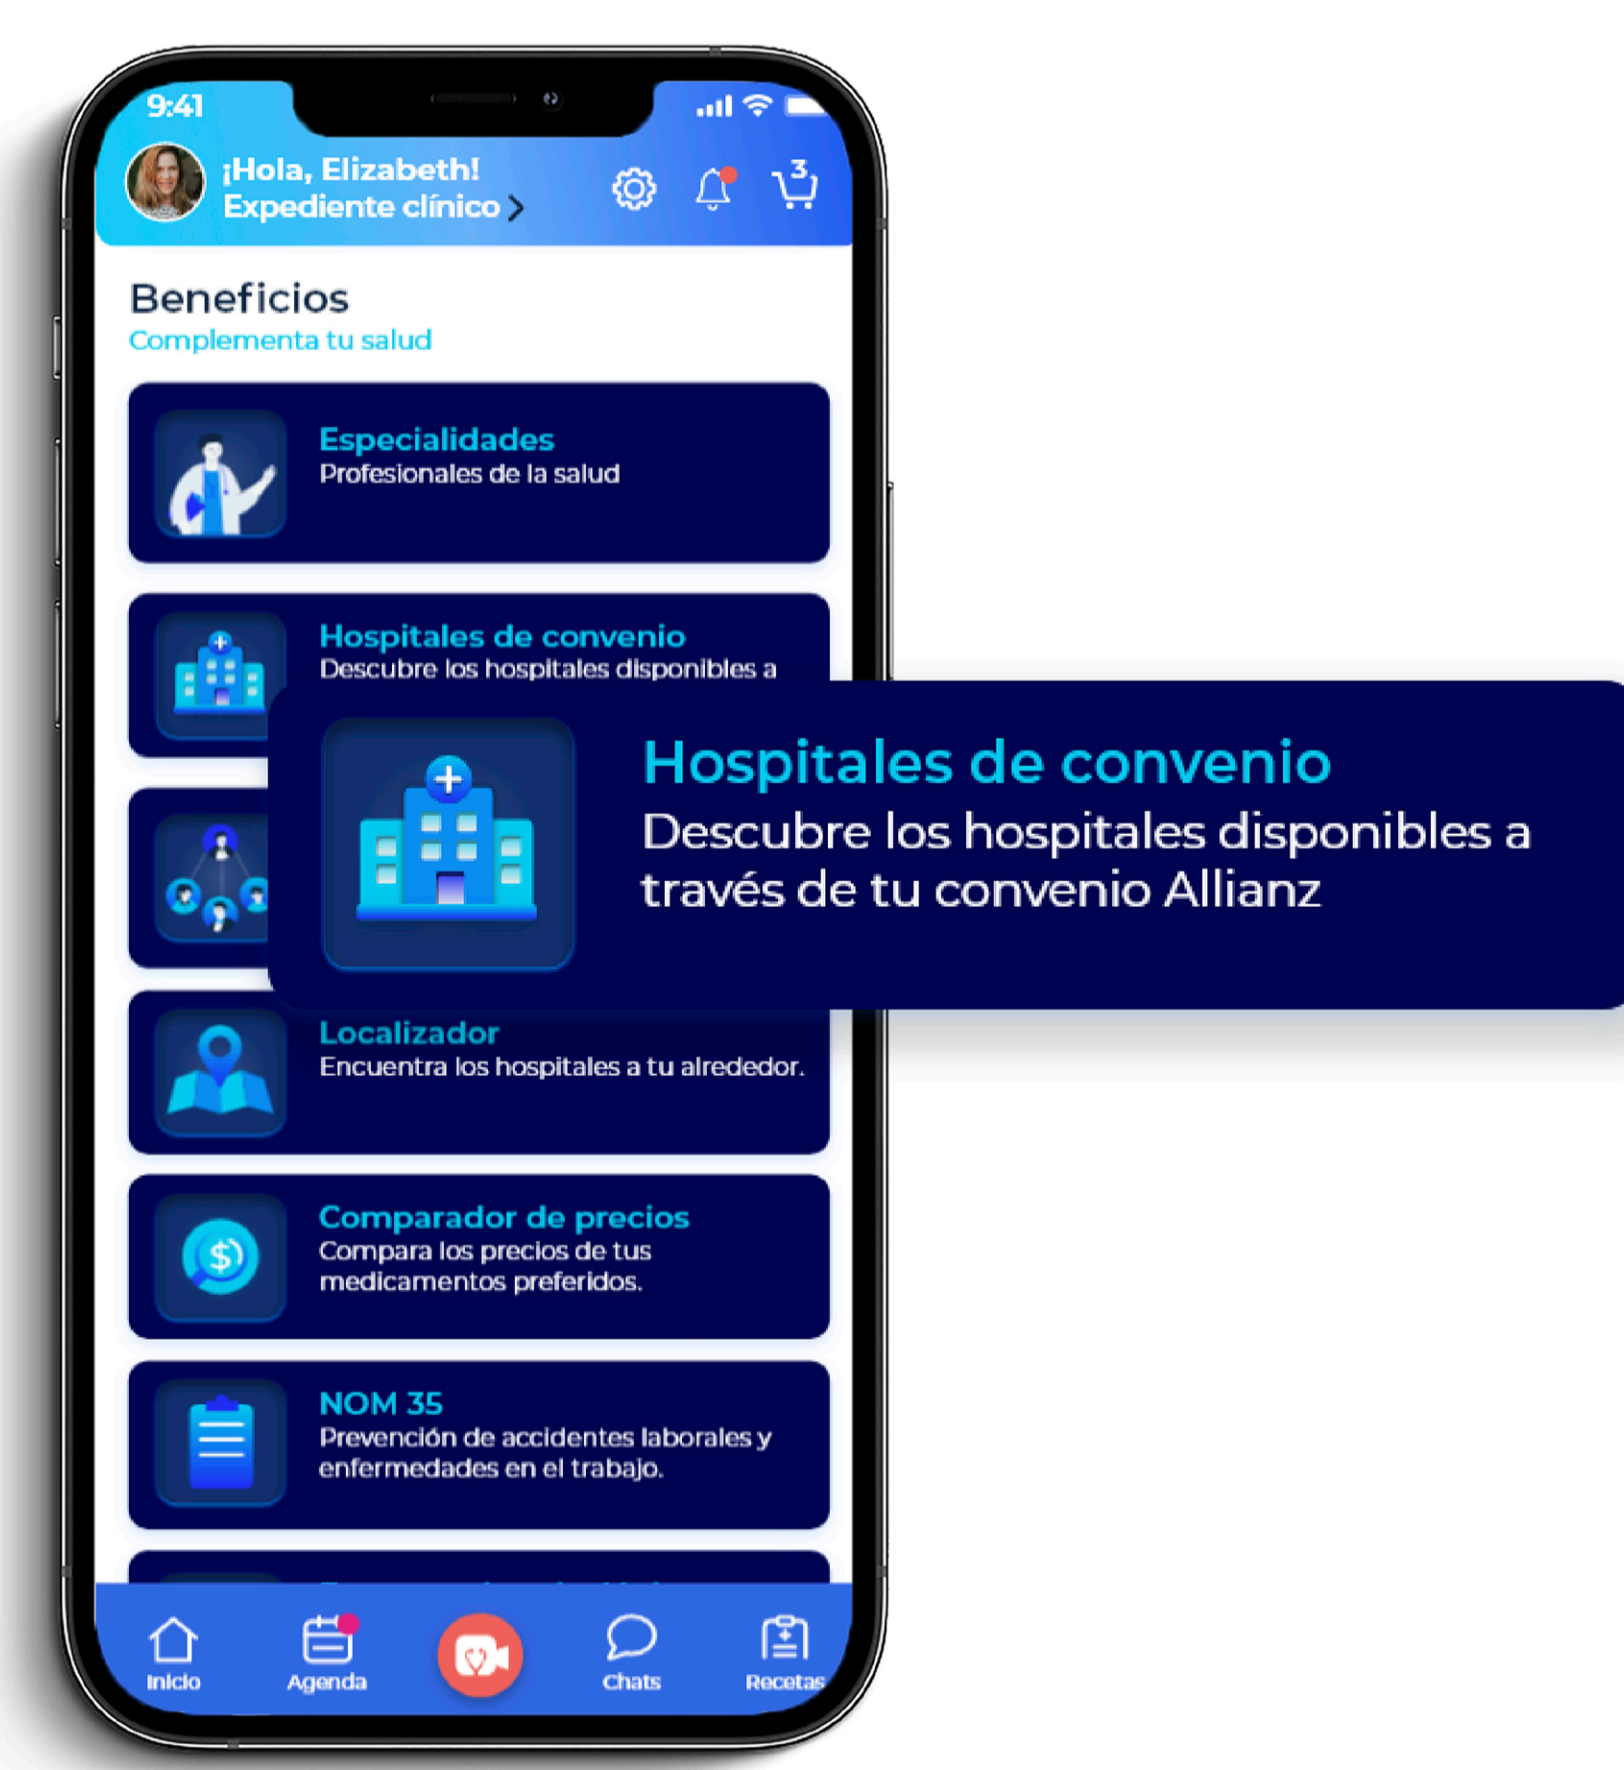 9:41
¡Hola, Elizabeth!
Expediente clínico >
3
Beneficios
Complementa tu salud
Especialidades
Profesionales de la salud
Hospitales de convenio
Descubre los hospitales disponibles a
Hospitales de convenio
Descubre los hospitales disponibles a
través de tu convenio Allianz
Localizador
Encuentra los hospitales a tu alrededor.
Comparador de precios
Compara los precios de tus
medicamentos preferidos.
NOM 35
Prevención de accidentes laborales y
enfermedades en el trabajo.
Inicio
Agenda
Chats
Recetas